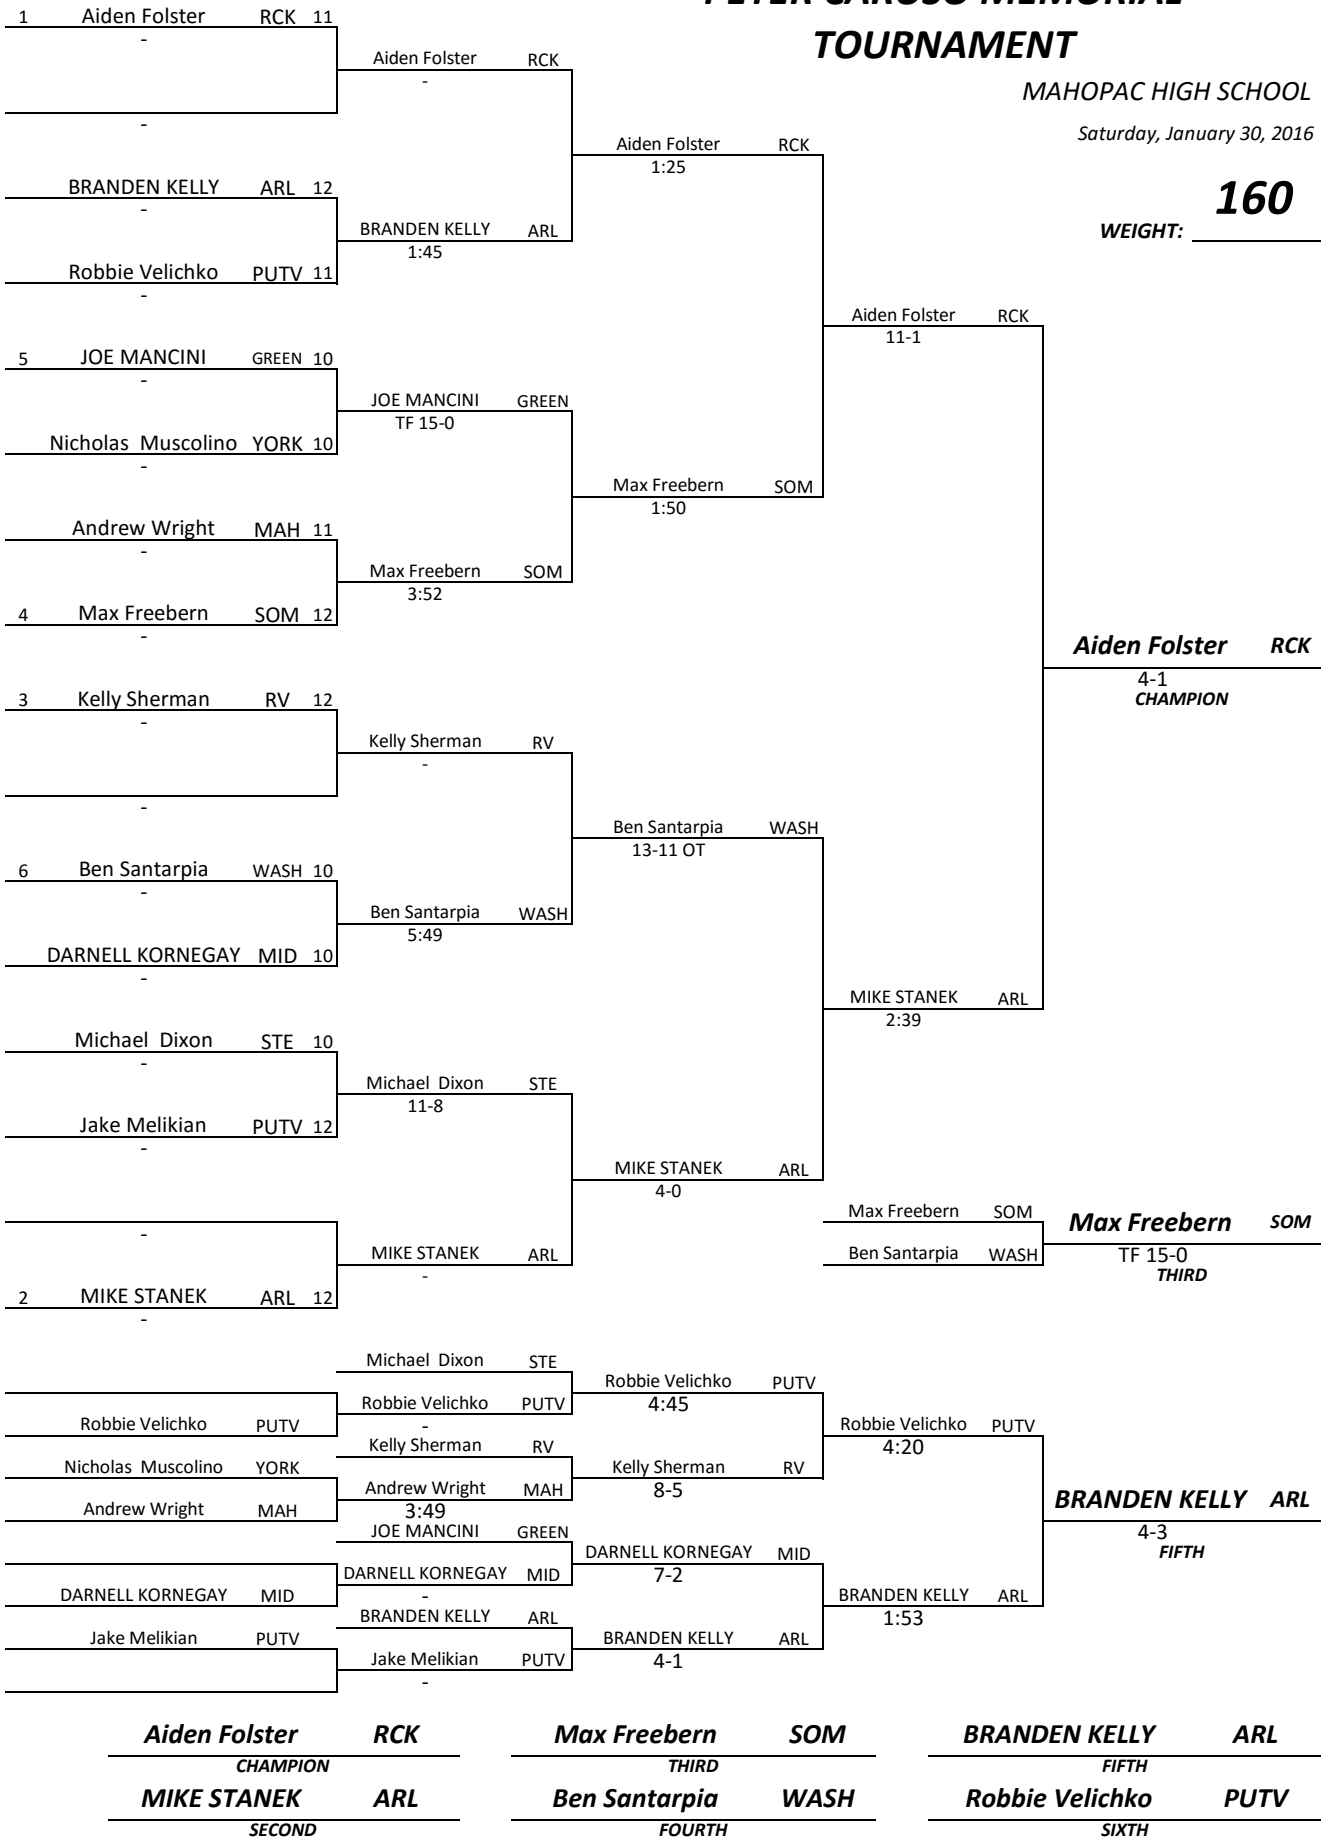 PETER CARUSO MEMORIAL
TOURNAMENT
MAHOPAC HIGH SCHOOL
Saturday, January 30, 2016
160
WEIGHT:
1 Aiden Folster RCK 11
-
-
BRANDEN KELLY ARL 12
-
Robbie Velichko PUTV 11
-
5 JOE MANCINI GREEN 10
-
Nicholas Muscolino YORK 10
-
Andrew Wright MAH 11
-
4 Max Freebern SOM 12
-
3 Kelly Sherman RV 12
-
-
6 Ben Santarpia WASH 10
-
DARNELL KORNEGAY MID 10
-
Michael Dixon STE 10
-
Jake Melikian PUTV 12
-
-
2 MIKE STANEK ARL 12
-
Aiden Folster RCK
-
BRANDEN KELLY ARL
1:45
JOE MANCINI GREEN
TF 15-0
Max Freebern SOM
3:52
Kelly Sherman RV
-
Ben Santarpia WASH
5:49
Michael Dixon STE
11-8
MIKE STANEK ARL
-
Aiden Folster RCK
1:25
Max Freebern SOM
1:50
Ben Santarpia WASH
13-11 OT
MIKE STANEK ARL
4-0
Aiden Folster RCK
11-1
MIKE STANEK ARL
2:39
Aiden Folster RCK
4-1
CHAMPION
Max Freebern SOM
Ben Santarpia WASH
Max Freebern SOM
TF 15-0
THIRD
Robbie Velichko PUTV
Nicholas Muscolino YORK
Andrew Wright MAH
DARNELL KORNEGAY MID
Jake Melikian PUTV
Michael Dixon STE
Robbie Velichko PUTV
-
Kelly Sherman RV
Andrew Wright MAH
3:49
JOE MANCINI GREEN
DARNELL KORNEGAY MID
-
BRANDEN KELLY ARL
Jake Melikian PUTV
-
Robbie Velichko PUTV
4:45
Kelly Sherman RV
8-5
DARNELL KORNEGAY MID
7-2
BRANDEN KELLY ARL
4-1
Robbie Velichko PUTV
4:20
BRANDEN KELLY ARL
1:53
BRANDEN KELLY ARL
4-3
FIFTH
Aiden Folster RCK
CHAMPION
Max Freebern SOM
THIRD
BRANDEN KELLY ARL
FIFTH
MIKE STANEK ARL
SECOND
Ben Santarpia WASH
FOURTH
Robbie Velichko PUTV
SIXTH